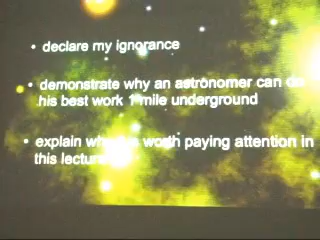 • declare my ignorance
• demonstrate why an astronomer can do
his best work 1 mile underground
• explain worth paying attention in
this lecture